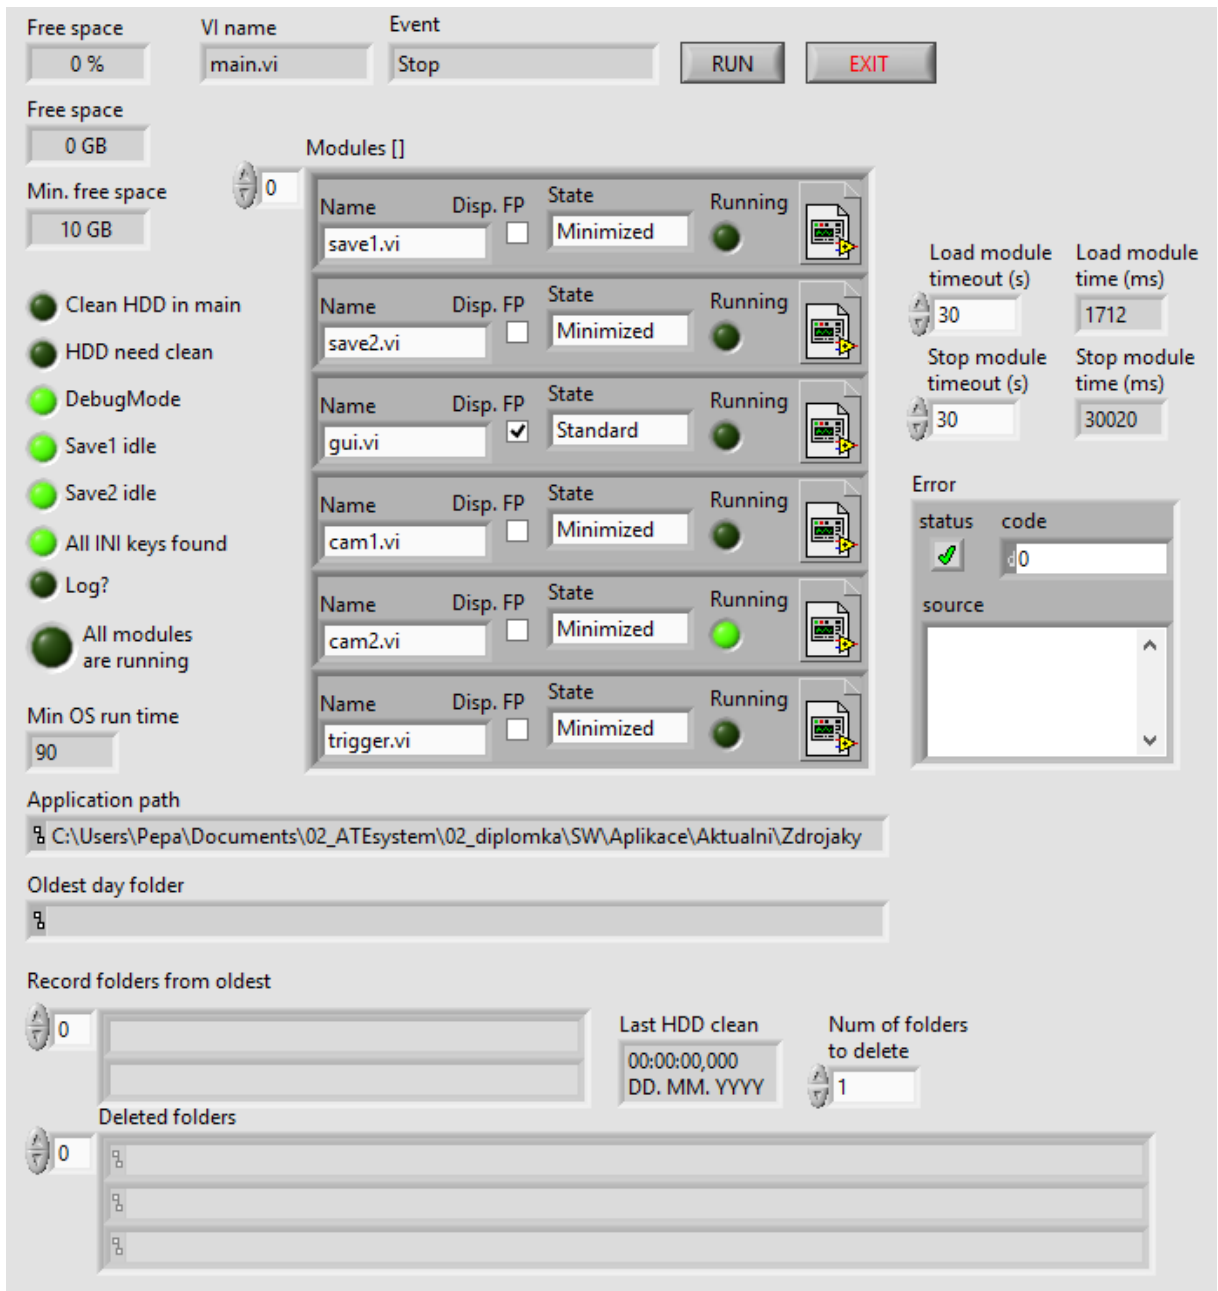 Free space
VI name
Event
0 %
main.vi
Stop
RUN
EXIT
Free space
0 GB
Modules []
Min. free space
10 GB
0
Name
Disp. FP
State
Running
save1.vi
Minimized
Name
Disp. FP
State
Running
save2.vi
Minimized
Name
Disp. FP
State
Running
gui.vi
Standard
Name
Disp. FP
State
Running
cam1.vi
Minimized
Name
Disp. FP
State
Running
cam2.vi
Minimized
Name
Disp. FP
State
Running
trigger.vi
Minimized
Clean HDD in main
HDD need clean
DebugMode
Save1 idle
Save2 idle
All INI keys found
Log?
All modules
are running
Min OS run time
90
Load module
timeout (s)
30
Load module
time (ms)
1712
Stop module
timeout (s)
30
Stop module
time (ms)
30020
Error
status
code
d 0
source
Application path
C:\Users\Pepa\Documents\02_ATEsystem\02_diplomka\SW\Aplikace\Aktualni\Zdrojaky
Oldest day folder
Record folders from oldest
0
Last HDD clean
00:00:00,000
DD. MM. YYYY
Num of folders
to delete
1
Deleted folders
0